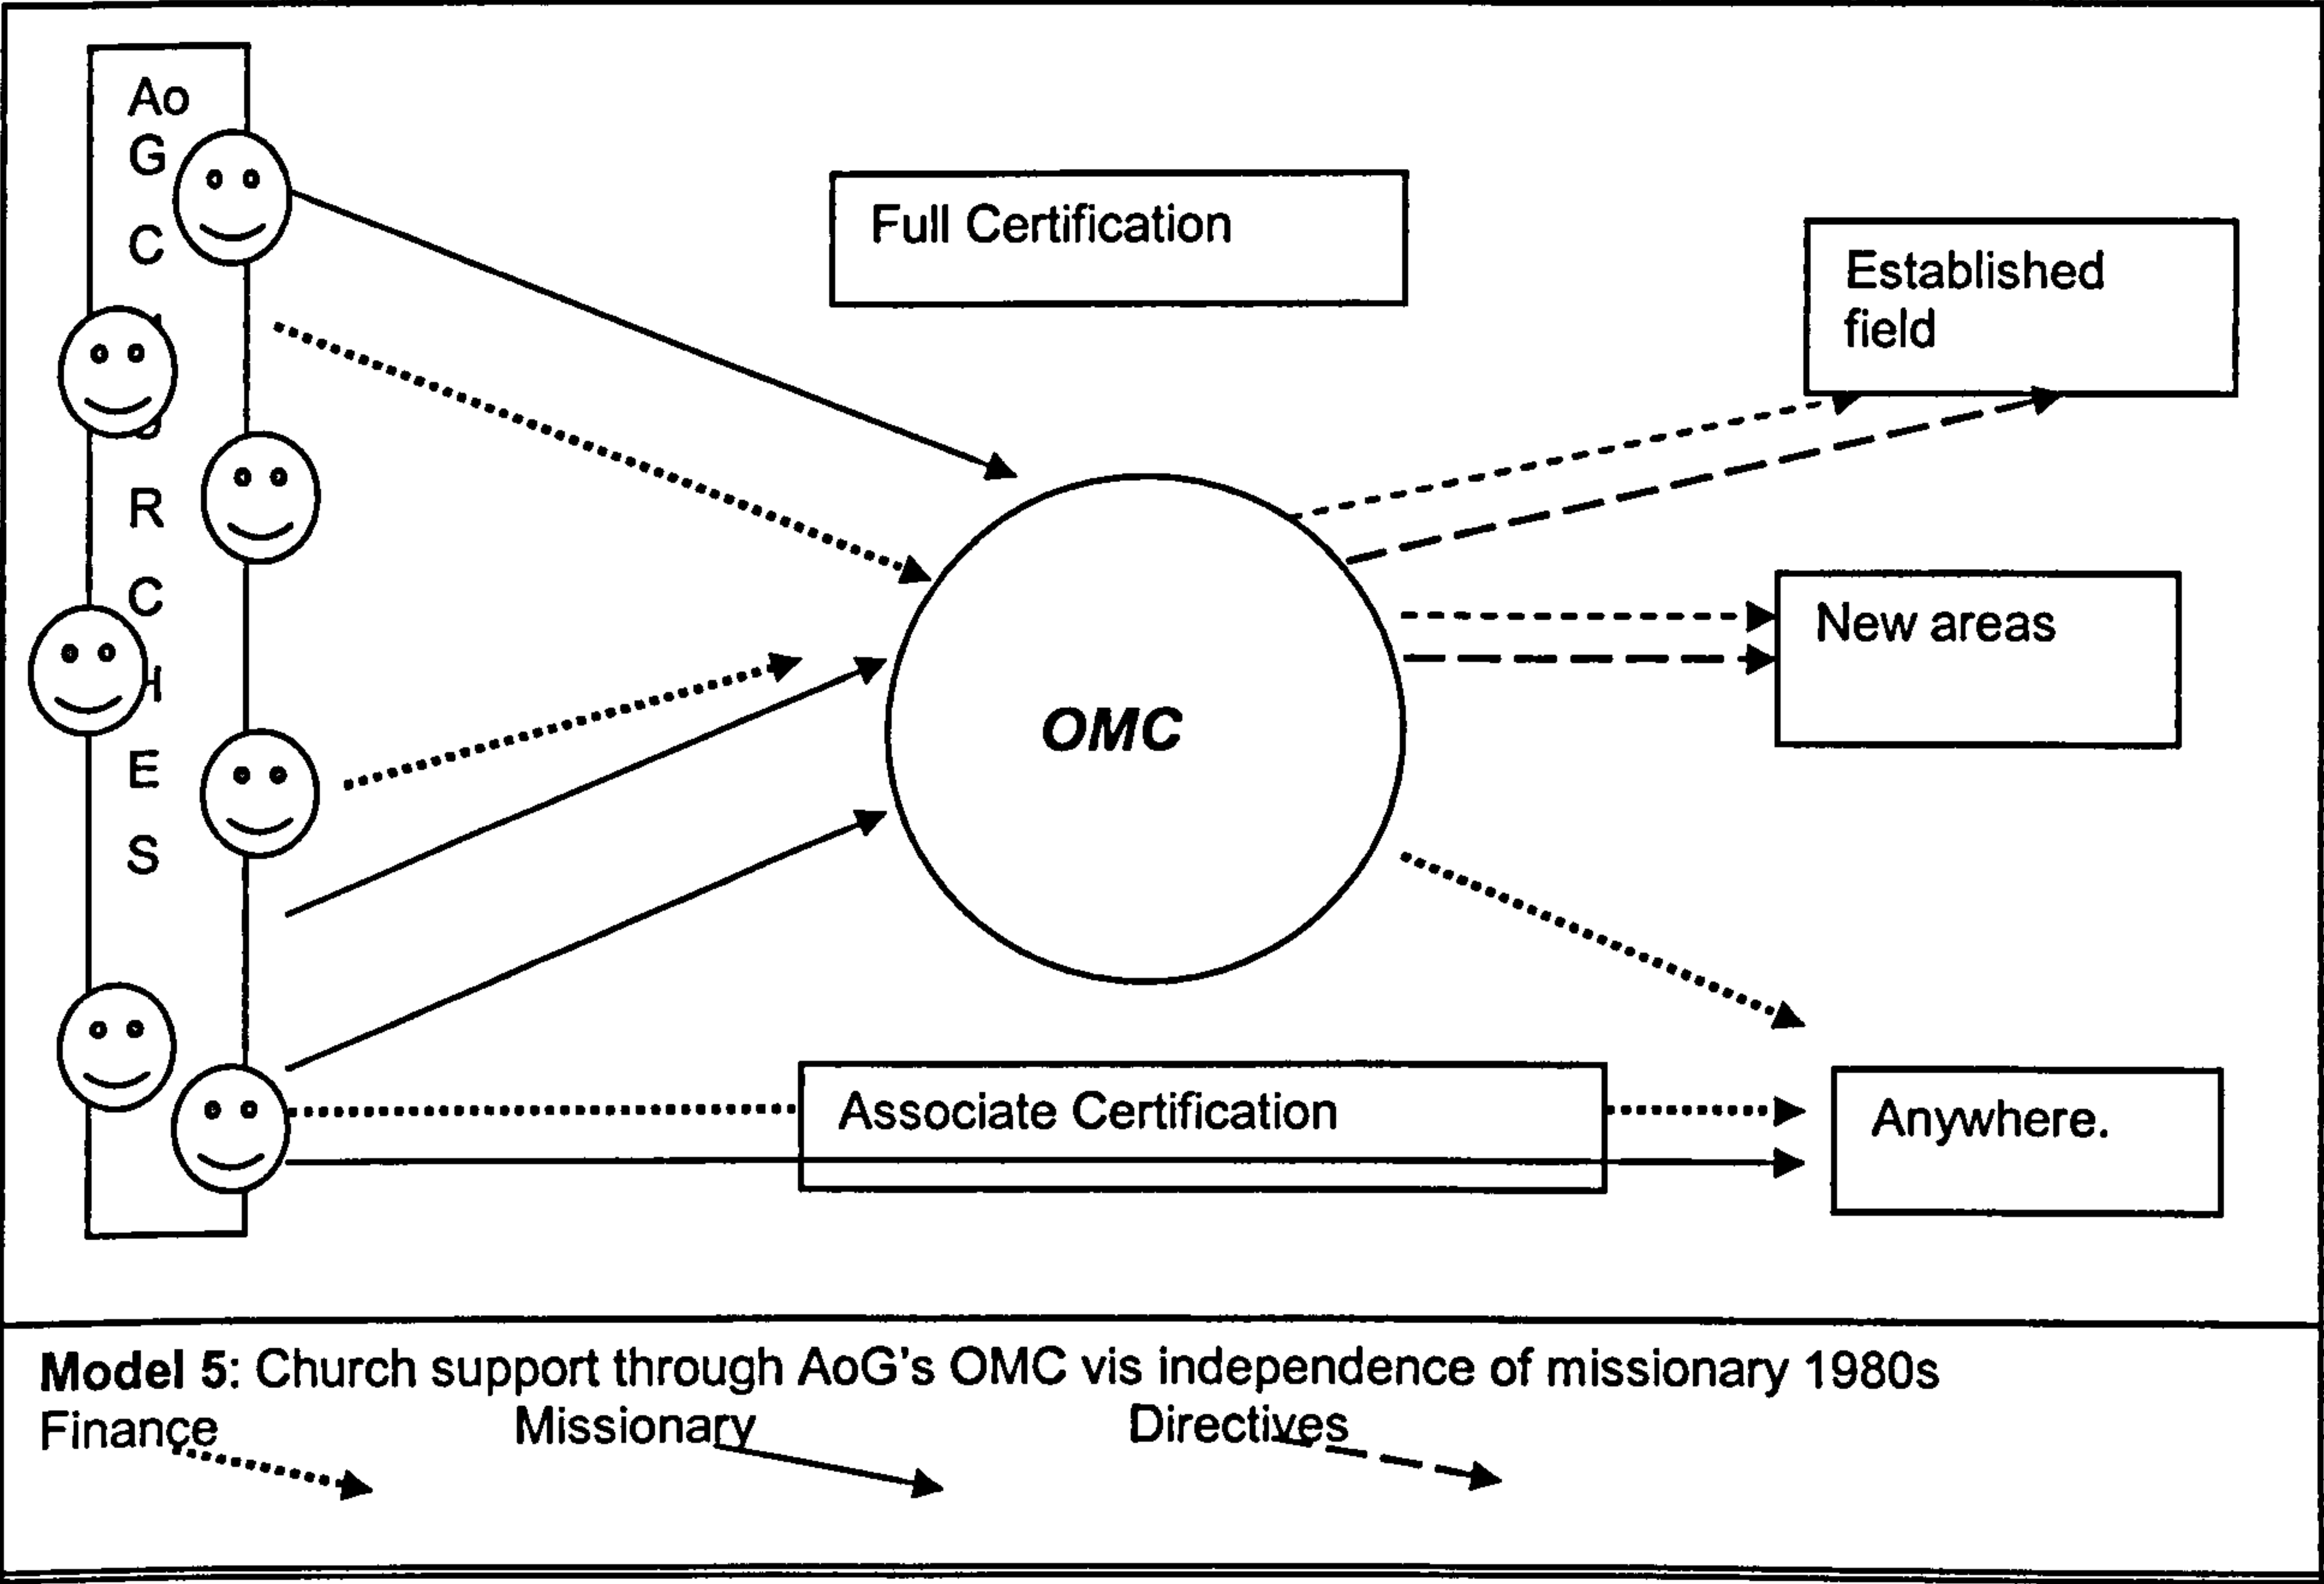 Ao
G
C
R
C
H
E
S
Full Certification
Established
field
New areas
OMC
Associate Certification
Anywhere.
Model 5: Church support through AoG's OMC vis independence of missionary 1980s
Finance Missionary Directives